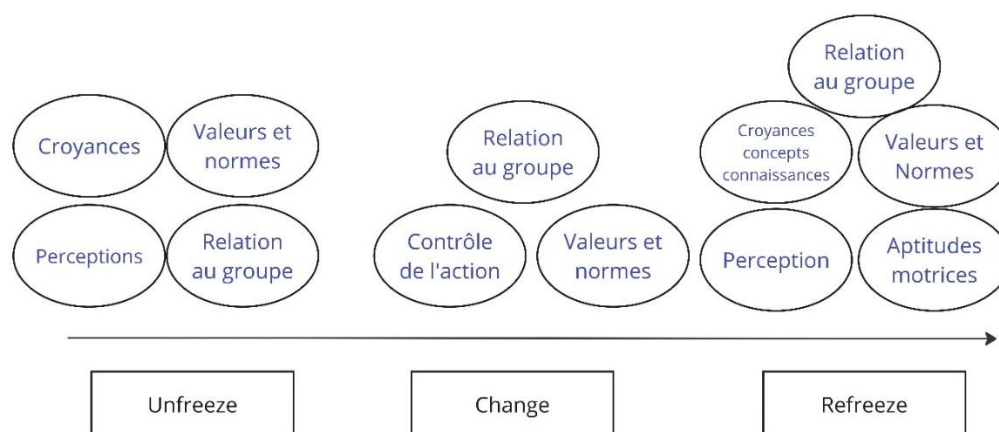 Croyances
Valeurs et
normes
Perceptions
Relation
au groupe
Relation
au groupe
Contrôle
de l'action
Valeurs et
normes
Relation
au groupe
Croyances
concepts
connaissances
Valeurs et
Normes
Perception
Aptitudes
motrices
Unfreeze
Change
Refreeze